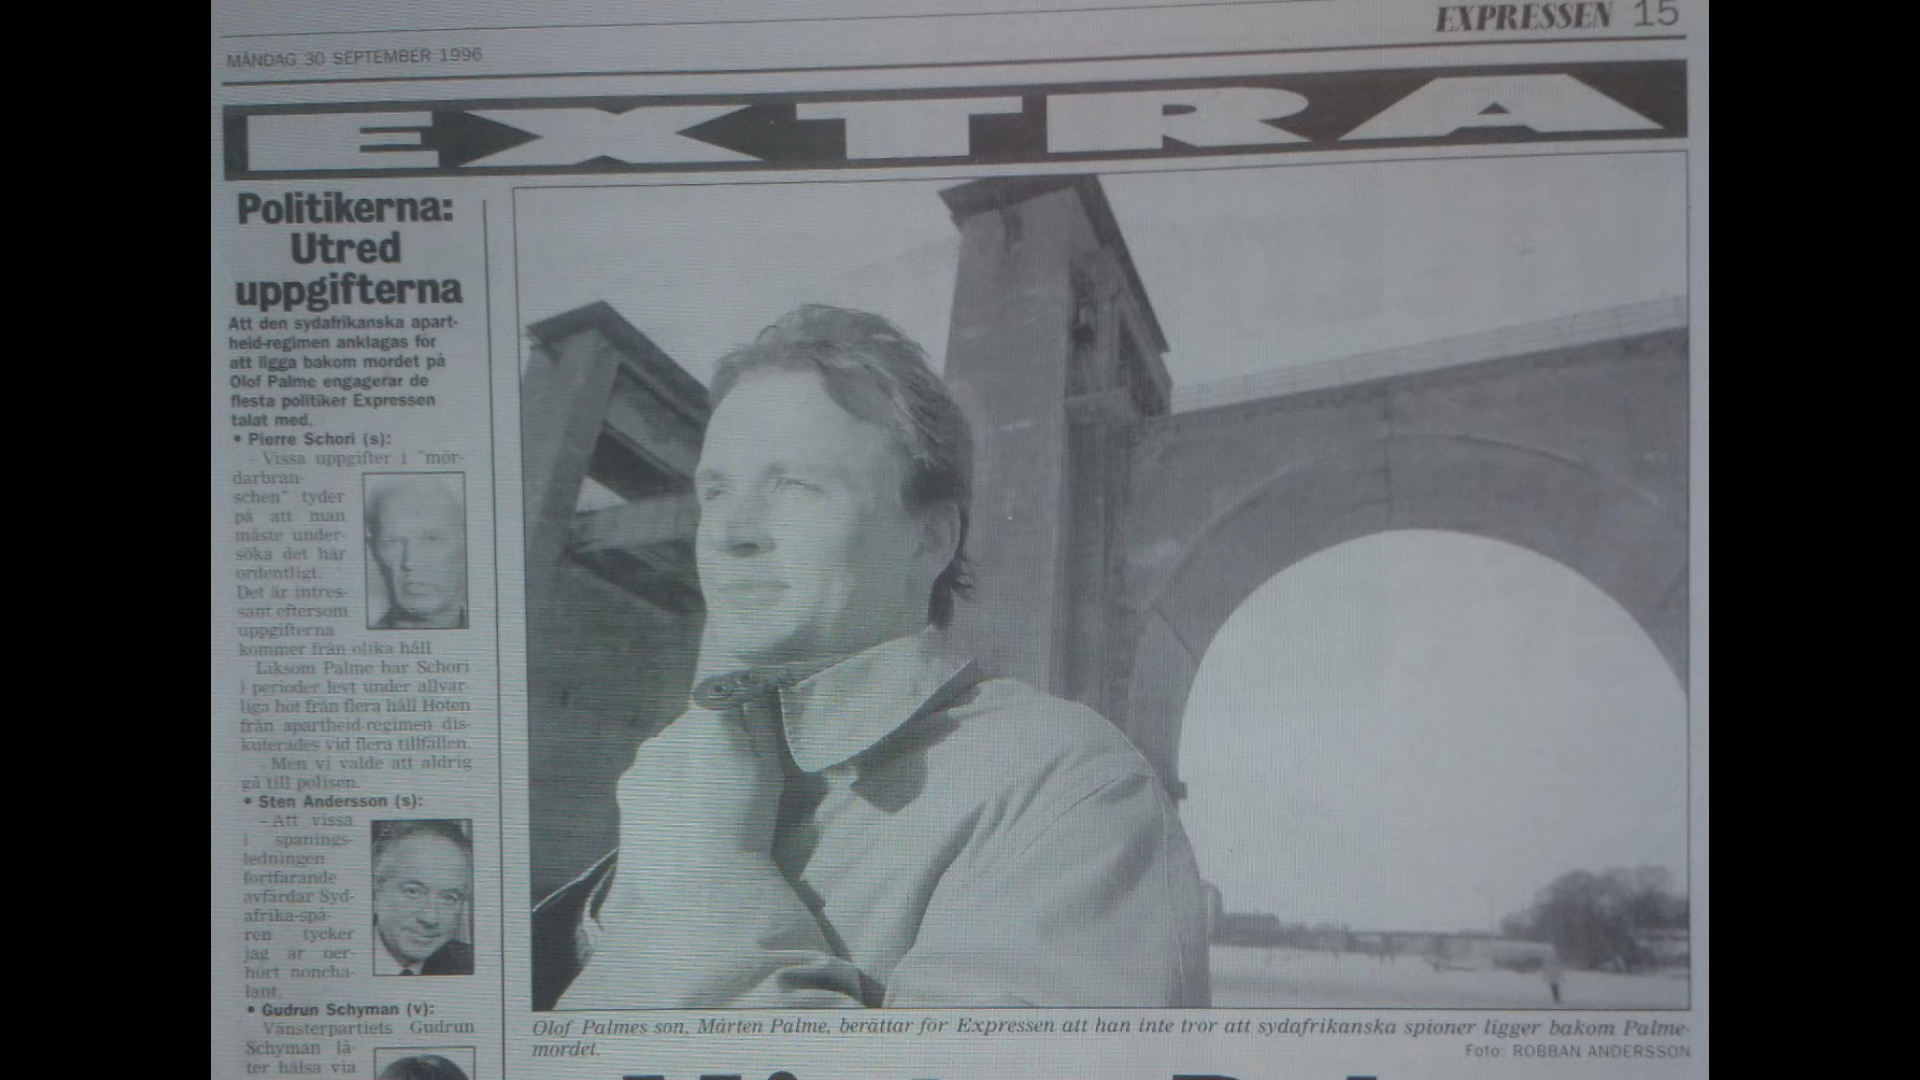 EXPRESSEN 15
MÅNDAG 30 SEPTEMBER 1996
EXTRA
Politikerna:
Utred
uppgifterna
Att den sydafrikanska apart-
heid-regimen anklagas för
att ligga bakom mordet på
Olof Palme engagerar de
flesta politiker Expressen
talat med.
• Pierre Schori (s):
– Vissa uppgifter i "mör-
darbran-
schen" tyder
på att man
måste under-
söka det här
ordentligt.
Det är intres-
sant eftersom
uppgifterna
kommer från olika håll
Liksom Palme har Schori
i perioder levt under allvar-
liga hot från flera håll Hoten
från apartheid-regimen dis-
kuterades vid flera tillfällen.
– Men vi valde att aldrig
gå till polisen.
• Sten Andersson (s):
– Att vissa
i spanings-
ledningen
fortfarande
avfärdar Syd-
afrika-spå-
ren tycker
jag är oer-
hört noncha-
lant.
• Gudrun Schyman (v):
Vänsterpartiets Gudrun
Schyman lå-
ter hälsa via
Olof Palmes son, Mårten Palme, berättar för Expressen att han inte tror att sydafrikanska spioner ligger bakom Palme-
mordet.
Foto: ROBBAN ANDERSSON